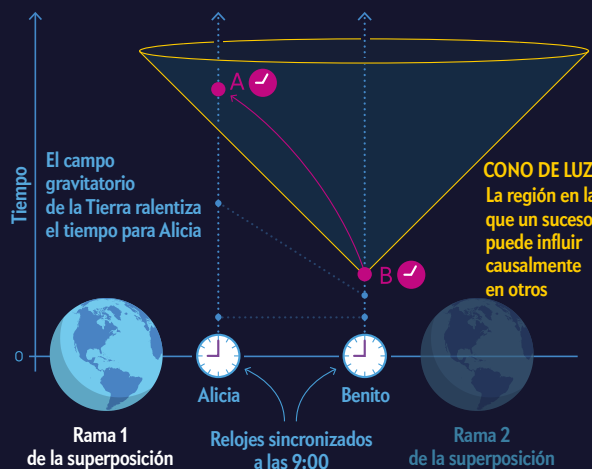 A
El campo
gravitatorio
de la Tierra ralentiza
el tiempo para Alicia
Tiempo
CONO DE LUZ
La región en la
que un suceso
puede influir
causalmente
en otros
B
0
Alicia
Benito
Rama 1
de la superposición
Relojes sincronizados
a las 9:00
Rama 2
de la superposición